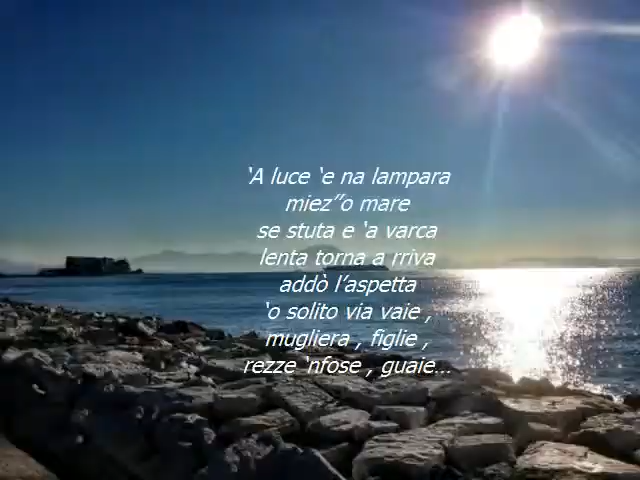 ‘A luce ‘e na lampara
miez’’o mare
se stuta e ‘a varca
lenta torna a rriva
addò l’aspetta
‘o solito via vaie ,
mugliera , figlie ,
rezze ‘nfose , guaie...